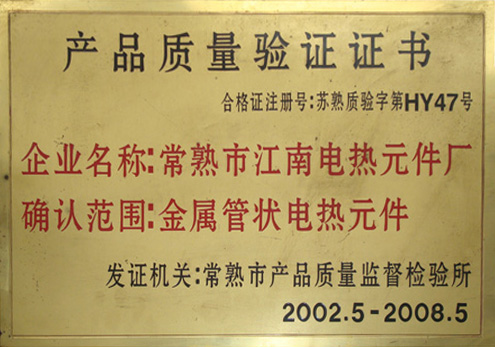 产品质量验证证书
合格证注册号:苏熟质验字第HY47号
企业名称:常熟市江南电热元件厂
确认范围:金属管状电热元件
发证机关:常熟市产品质量监督检验所
2002.5-2008.5